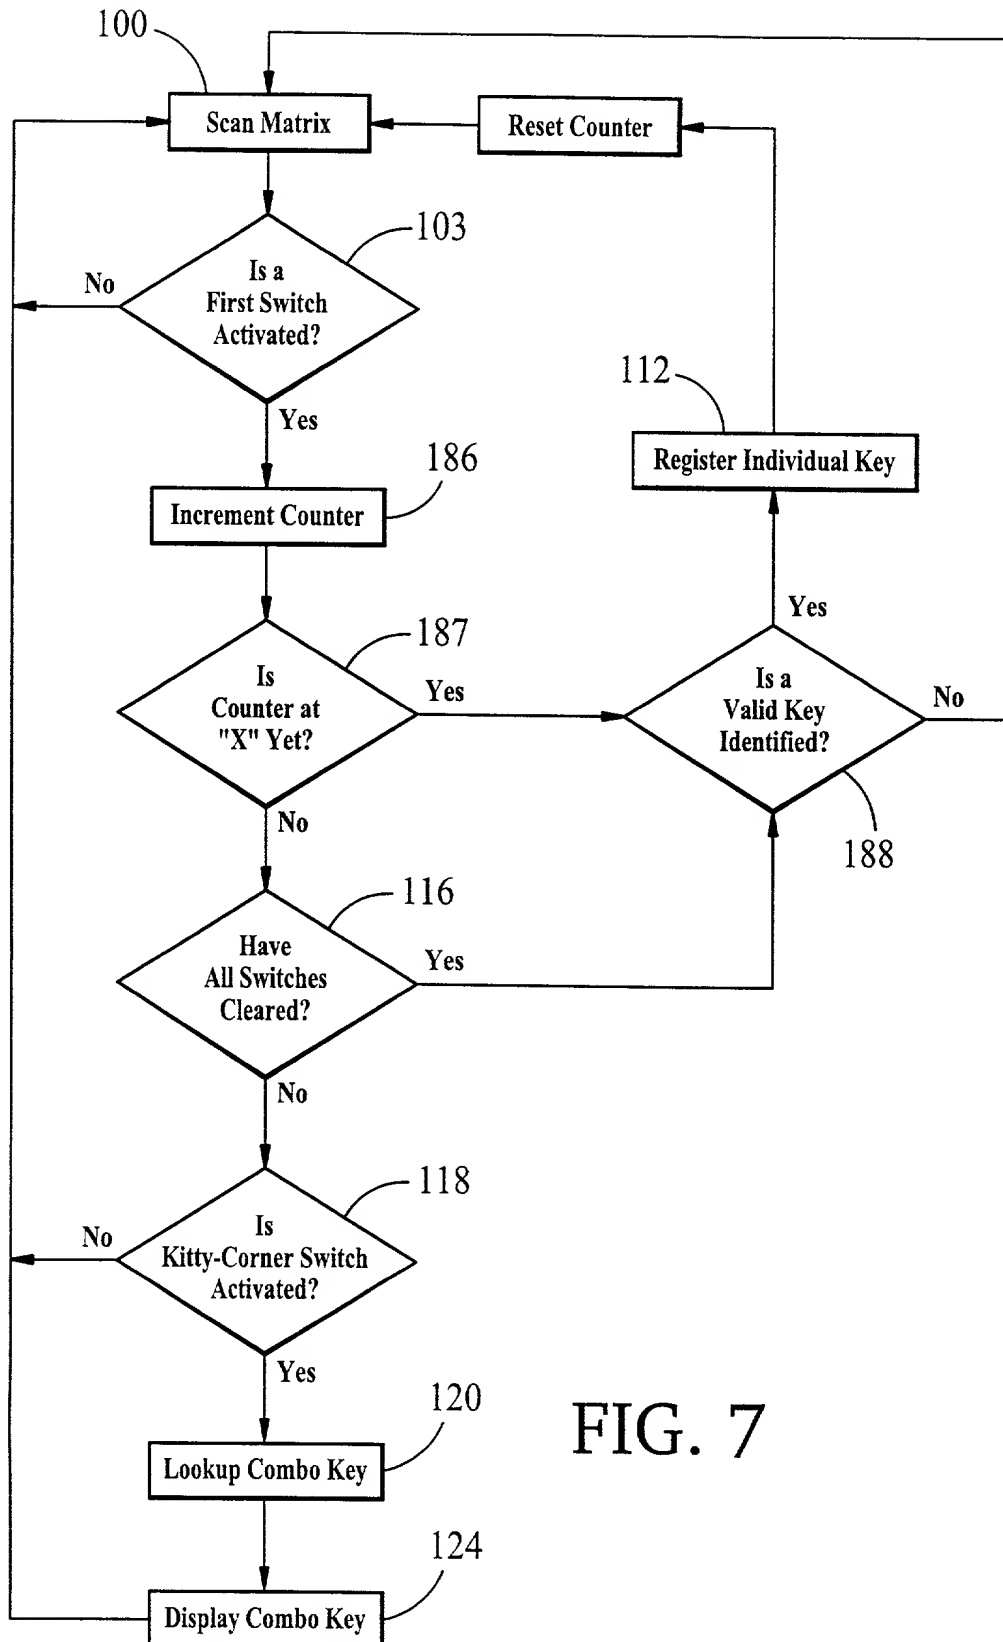 100
Scan Matrix
Reset Counter
103
Is a
First Switch
Activated?
No
Yes
112
Register Individual Key
186
Increment Counter
187
Is
Counter at
"X" Yet?
Yes
No
Yes
Is a
Valid Key
Identified?
No
188
116
Have
All Switches
Cleared?
Yes
No
118
Is
Kitty-Corner Switch
Activated?
No
Yes
120
Lookup Combo Key
124
Display Combo Key
FIG. 7